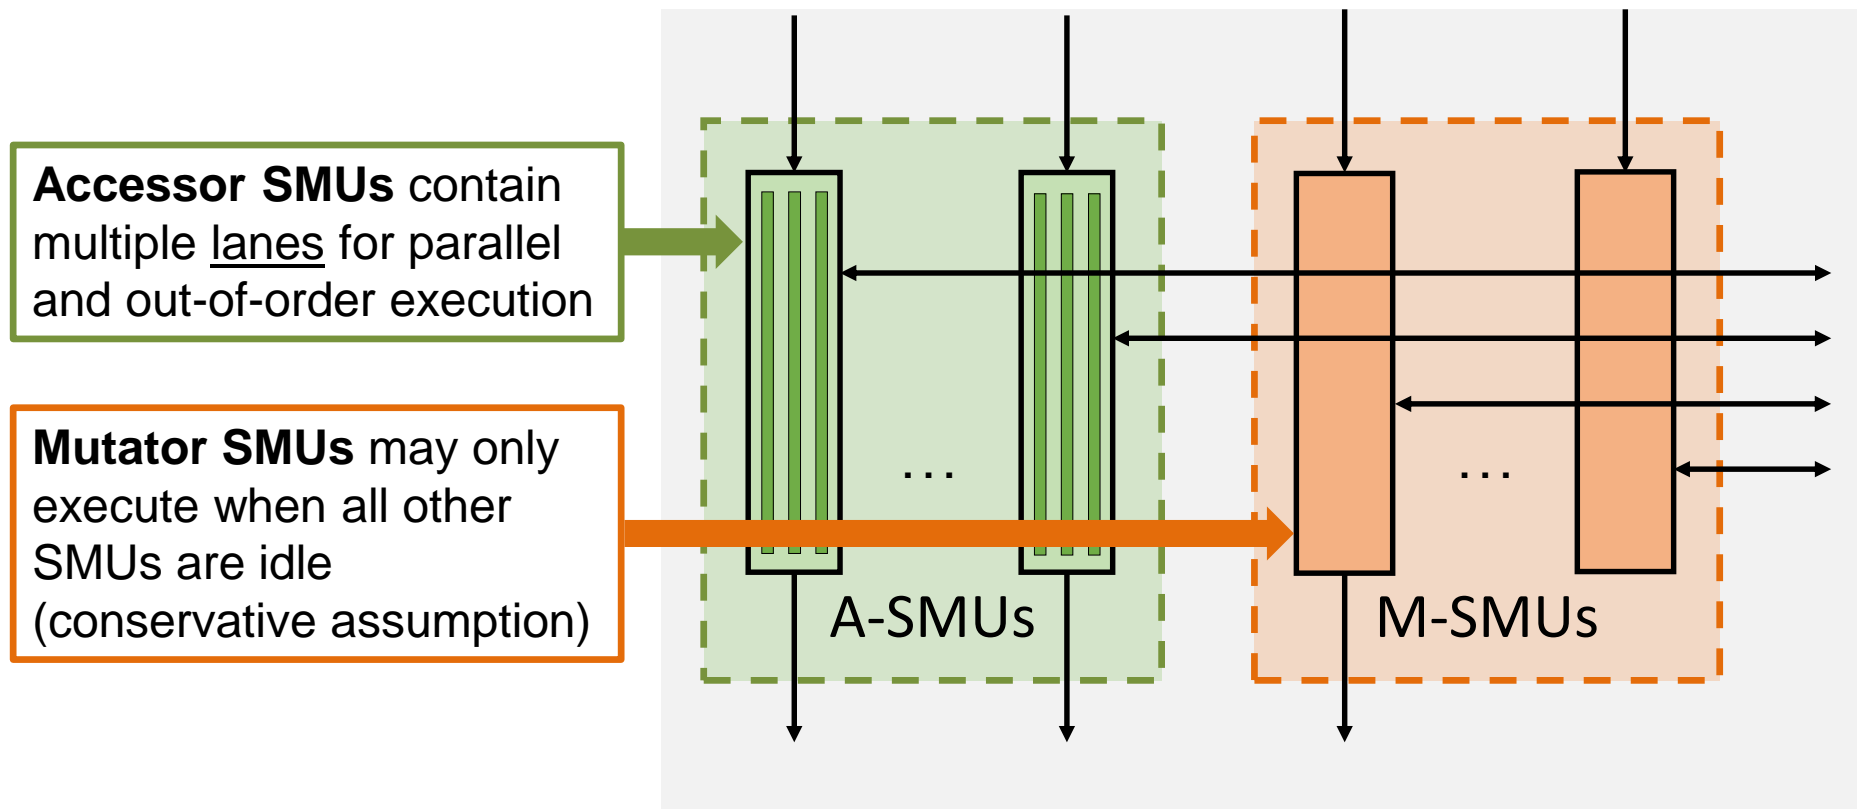 Accessor SMUs contain
multiple lanes for parallel
and out-of-order execution
Mutator SMUs may only
execute when all other
SMUs are idle
(conservative assumption)
...
A-SMUs
...
M-SMUs